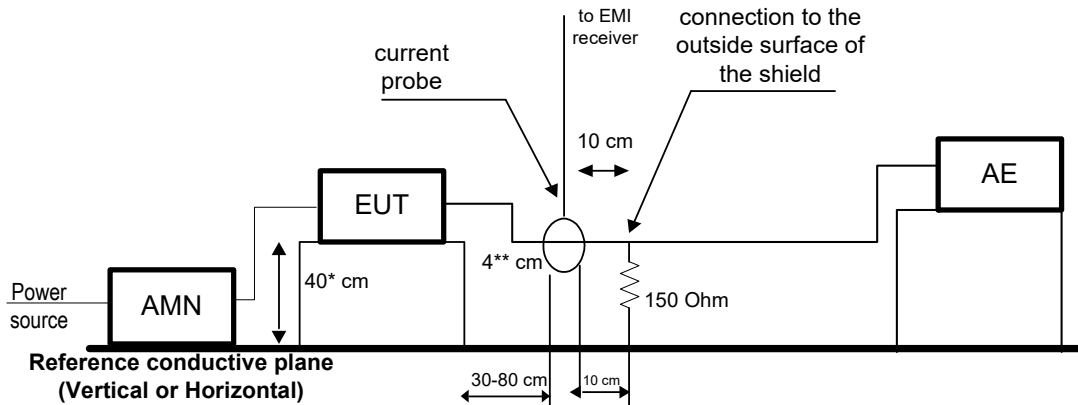 to EMI
receiver
connection to the
outside surface of
the shield
current
probe
10 cm
AE
EUT
4** cm
40* cm
150 Ohm
Power
source
AMN
Reference conductive plane
(Vertical or Horizontal)
30-80 cm
10 cm